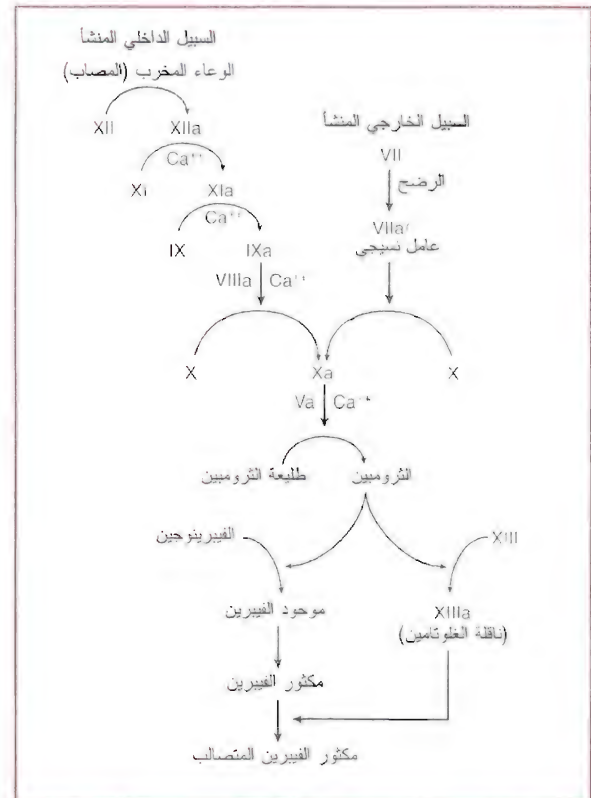 السبيل الداخلي المنشأ
الوعاء المخرب (المصاب)
XII XIIa
السبيل الخارجي المنشأ
Ca++
VII
XI XIa
الرضح
Ca++
VIIa/
عامل نسيجي
IX IXa
VIIIa Ca++
X Xa X
Va Ca++
طليعة الثرومبين الثرومبين
الفيبرينوجين XIII
موحود الفيبرين XIIIa
(ناقلة الغلوتامين)
مكثور الفيبرين
مكثور الفيبرين المتصالب